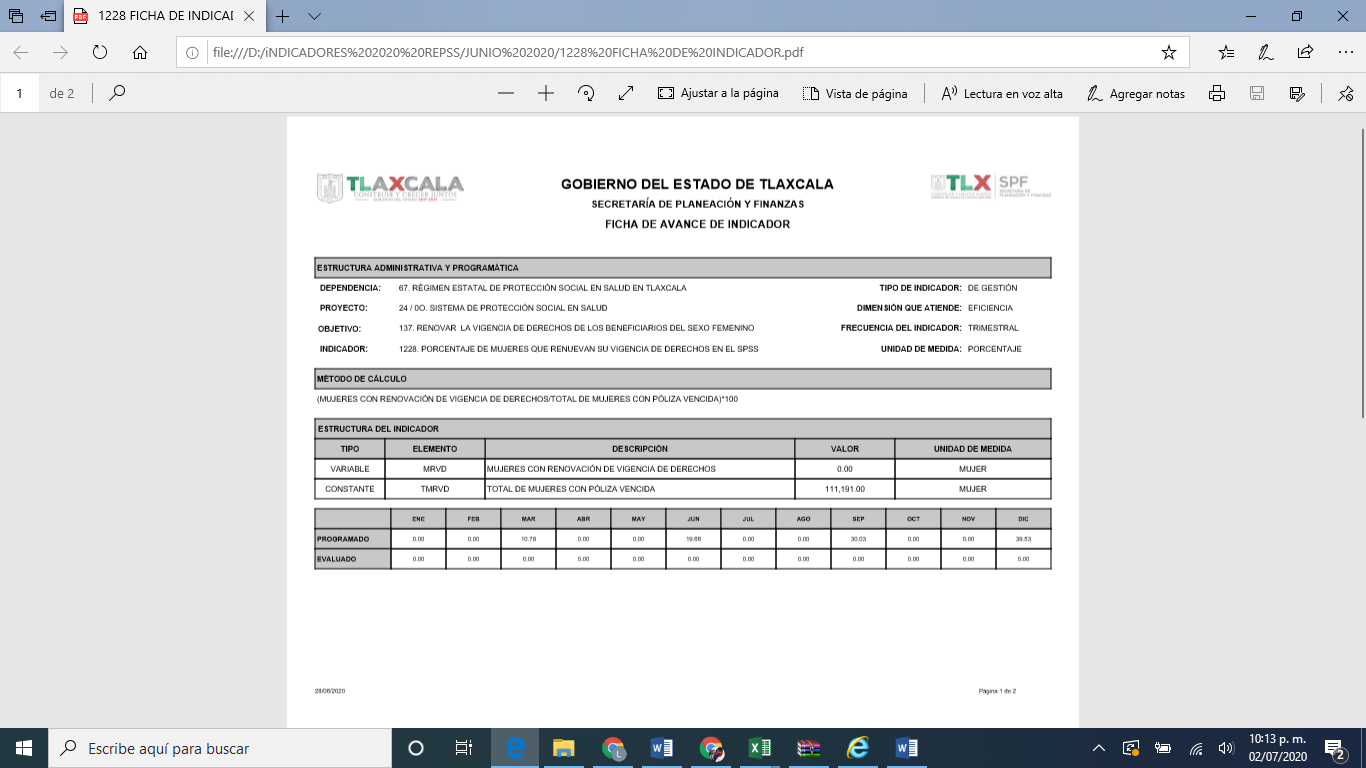 1228 FICHA DE INDICAD
file:///D:/iNDICADORES%202020%20REPSS/JUNIO%202020/1228%20FICHA%20DE%20INDICADOR.pdf
1 de 2 Ajustar a la página Vista de página Lectura en voz alta Agregar notas
TLAXCALA
CONSTRUIR Y CRECER JUNTOS
GOBIERNO DEL ESTADO DE TLAXCALA
TLX SPF
SECRETARÍA DE PLANEACIÓN Y FINANZAS
FICHA DE AVANCE DE INDICADOR
ESTRUCTURA ADMINISTRATIVA Y PROGRAMÁTICA
DEPENDENCIA: 67. RÉGIMEN ESTATAL DE PROTECCIÓN SOCIAL EN SALUD EN TLAXCALA TIPO DE INDICADOR: DE GESTIÓN
PROYECTO: 24 / 0O. SISTEMA DE PROTECCIÓN SOCIAL EN SALUD DIMENSIÓN QUE ATIENDE: EFICIENCIA
OBJETIVO: 137. RENOVAR LA VIGENCIA DE DERECHOS DE LOS BENEFICIARIOS DEL SEXO FEMENINO FRECUENCIA DEL INDICADOR: TRIMESTRAL
INDICADOR: 1228. PORCENTAJE DE MUJERES QUE RENUEVAN SU VIGENCIA DE DERECHOS EN EL SPSS UNIDAD DE MEDIDA: PORCENTAJE
MÉTODO DE CÁLCULO
(MUJERES CON RENOVACIÓN DE VIGENCIA DE DERECHOS/TOTAL DE MUJERES CON PÓLIZA VENCIDA)*100
ESTRUCTURA DEL INDICADOR
TIPO ELEMENTO DESCRIPCIÓN VALOR UNIDAD DE MEDIDA
VARIABLE MRVD MUJERES CON RENOVACIÓN DE VIGENCIA DE DERECHOS 0.00 MUJER
CONSTANTE TMRVD TOTAL DE MUJERES CON PÓLIZA VENCIDA 111,191.00 MUJER
ENE FEB MAR ABR MAY JUN JUL AGO SEP OCT NOV DIC
PROGRAMADO 0.00 0.00 10.78 0.00 0.00 19.66 0.00 0.00 30.03 0.00 0.00 39.53
EVALUADO 0.00 0.00 0.00 0.00 0.00 0.00 0.00 0.00 0.00 0.00 0.00 0.00
28/06/2020 Página 1 de 2
Escribe aquí para buscar
10:13 p. m.
02/07/2020
2